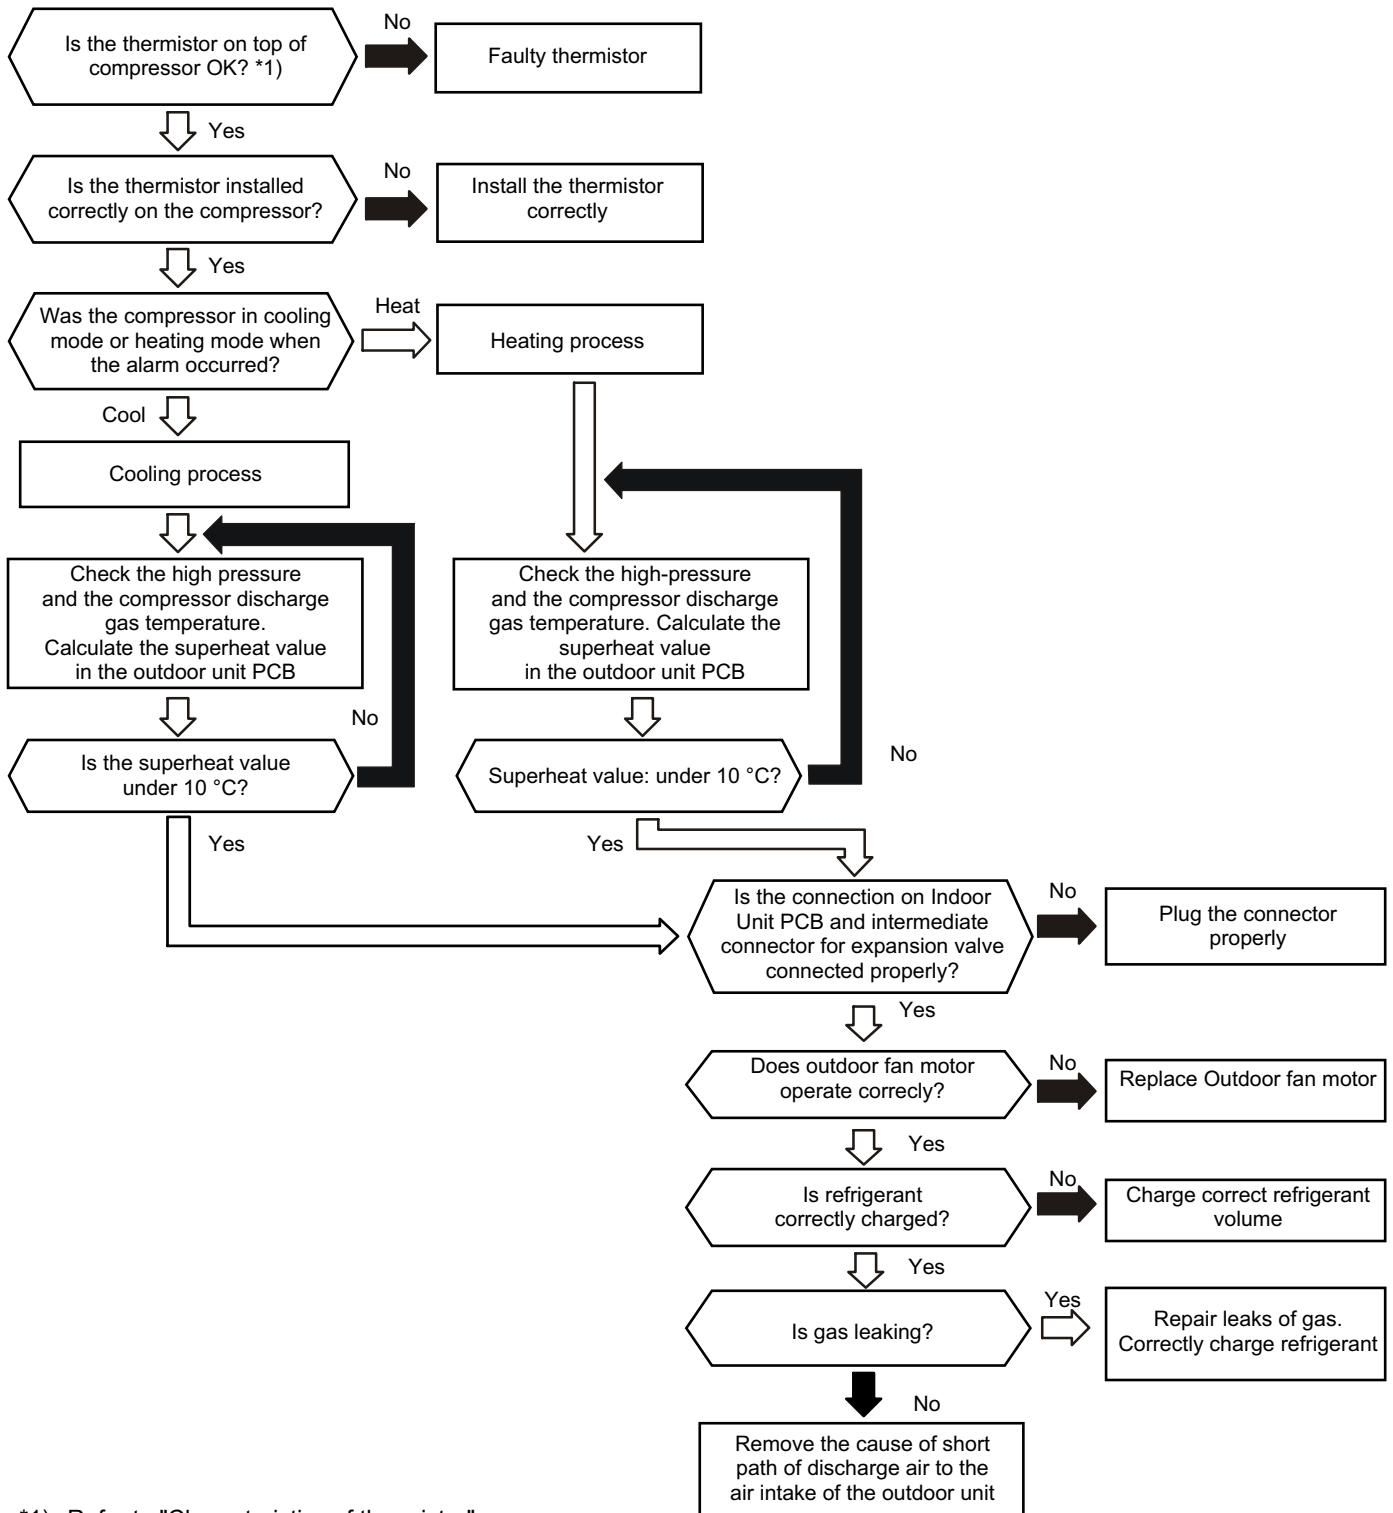 No
Is the thermistor on top of
compressor OK? *1)
Faulty thermistor
Yes
No
Is the thermistor installed
correctly on the compressor?
Install the thermistor
correctly
Yes
Heat
Was the compressor in cooling
mode or heating mode when
the alarm occurred?
Heating process
Cool
Cooling process
Check the high pressure
and the compressor discharge
gas temperature.
Calculate the superheat value
in the outdoor unit PCB
Check the high-pressure
and the compressor discharge
gas temperature. Calculate the
superheat value
in the outdoor unit PCB
No
Is the superheat value
under 10 °C?
Superheat value: under 10 °C?
No
Yes
Yes
Is the connection on Indoor
Unit PCB and intermediate
connector for expansion valve
connected properly?
No
Plug the connector
properly
Yes
Does outdoor fan motor
operate correcly?
No
Replace Outdoor fan motor
Yes
Is refrigerant
correctly charged?
No
Charge correct refrigerant
volume
Yes
Is gas leaking?
Yes
Repair leaks of gas.
Correctly charge refrigerant
No
Remove the cause of short
path of discharge air to the
air intake of the outdoor unit